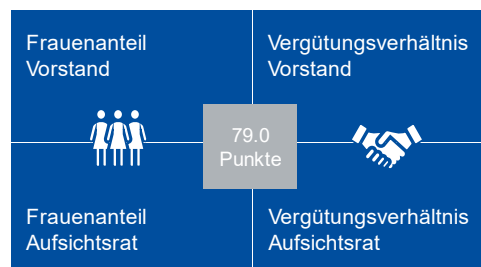 Frauenanteil
Vorstand
Vergütungsverhältnis
Vorstand
79.0
Punkte
Frauenanteil
Aufsichtsrat
Vergütungsverhältnis
Aufsichtsrat